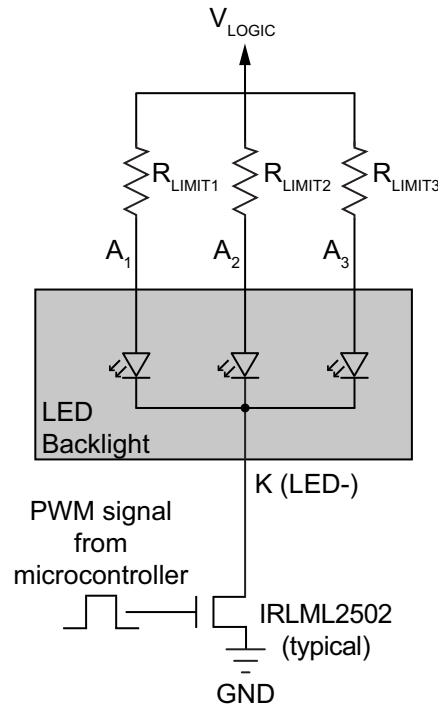 V_LOGIC
R_LIMIT1
R_LIMIT2
R_LIMIT3
A_1
A_2
A_3
LED
Backlight
K (LED-)
PWM signal
from
microcontroller
IRLML2502
(typical)
GND